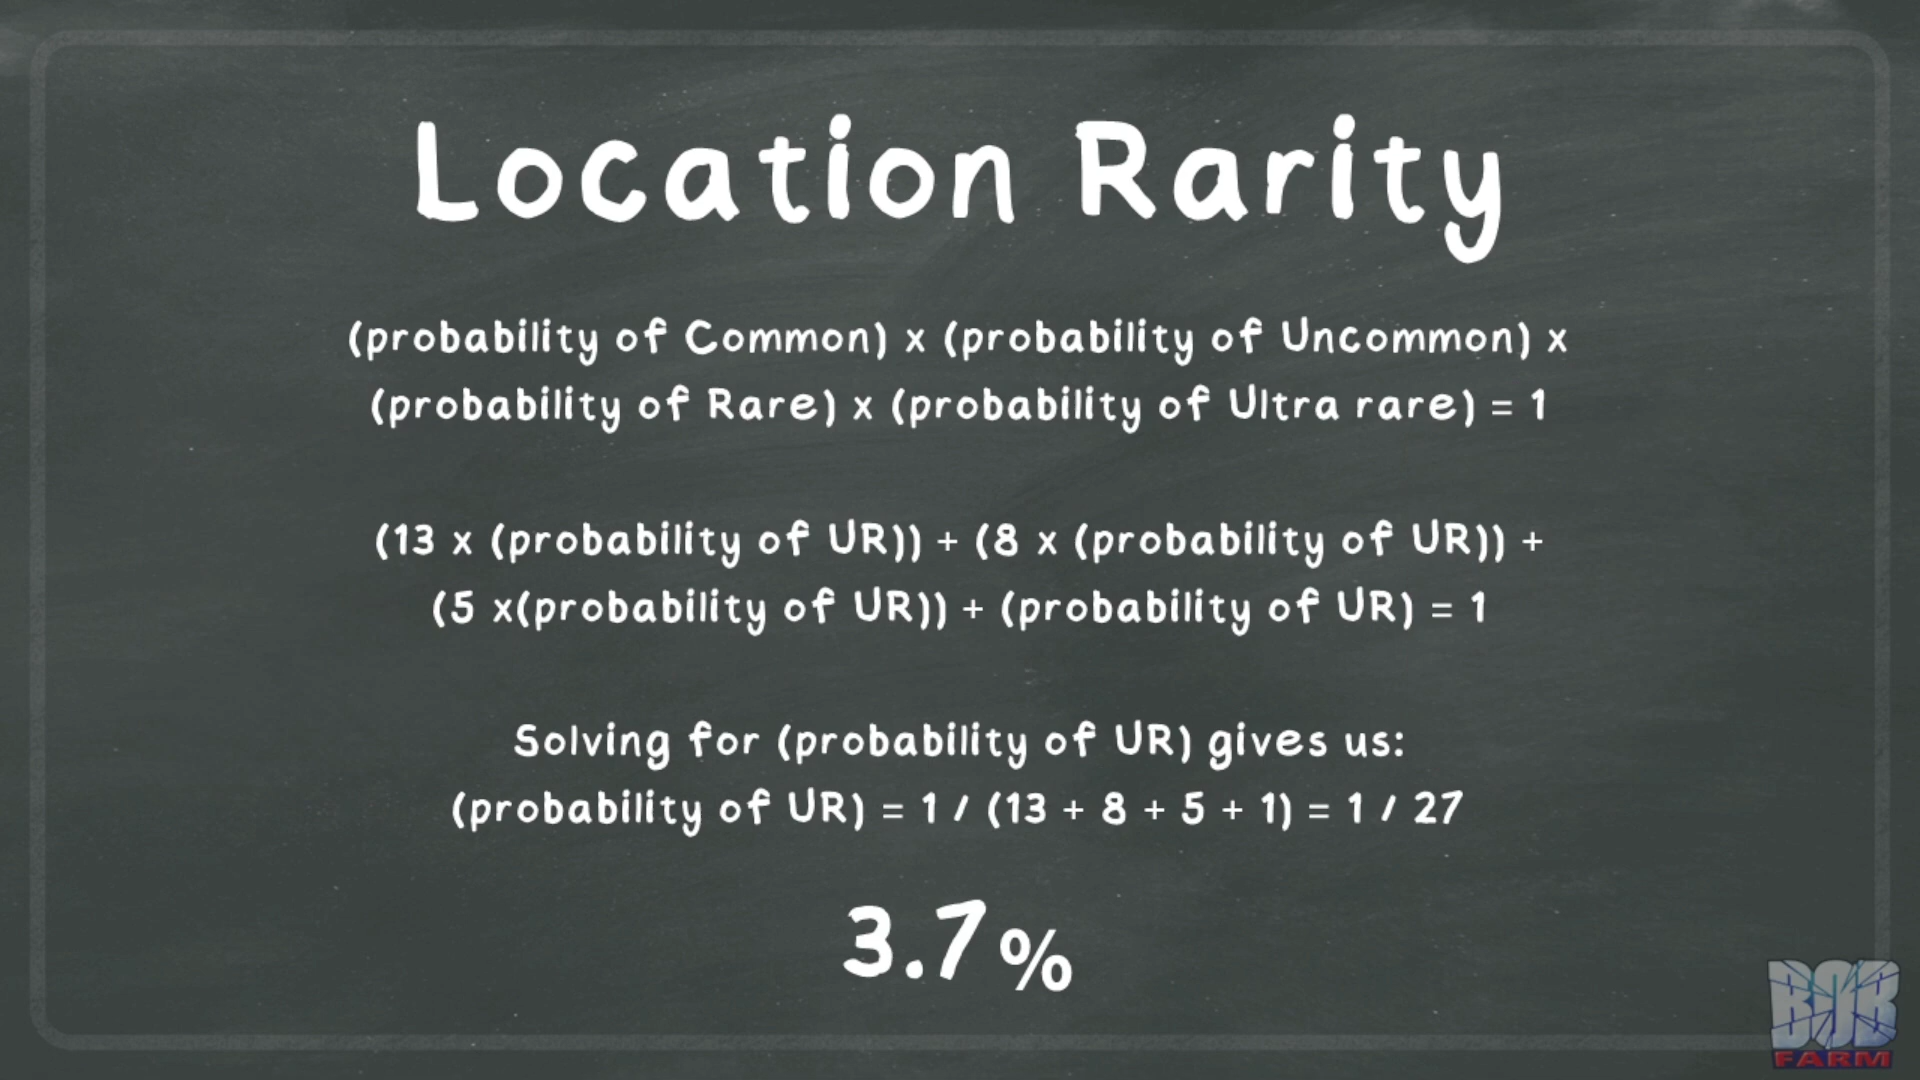 Location Rarity
(probability of Common) x (probability of Uncommon) x
(probability of Rare) x (probability of Ultra rare) = 1
(13 x (probability of UR)) + (8 x (probability of UR)) +
(5 x(probability of UR)) + (probability of UR) = 1
Solving for (probability of UR) gives us:
(probability of UR) = 1 / (13 + 8 + 5 + 1) = 1 / 27
3.7%
BOB
FARM